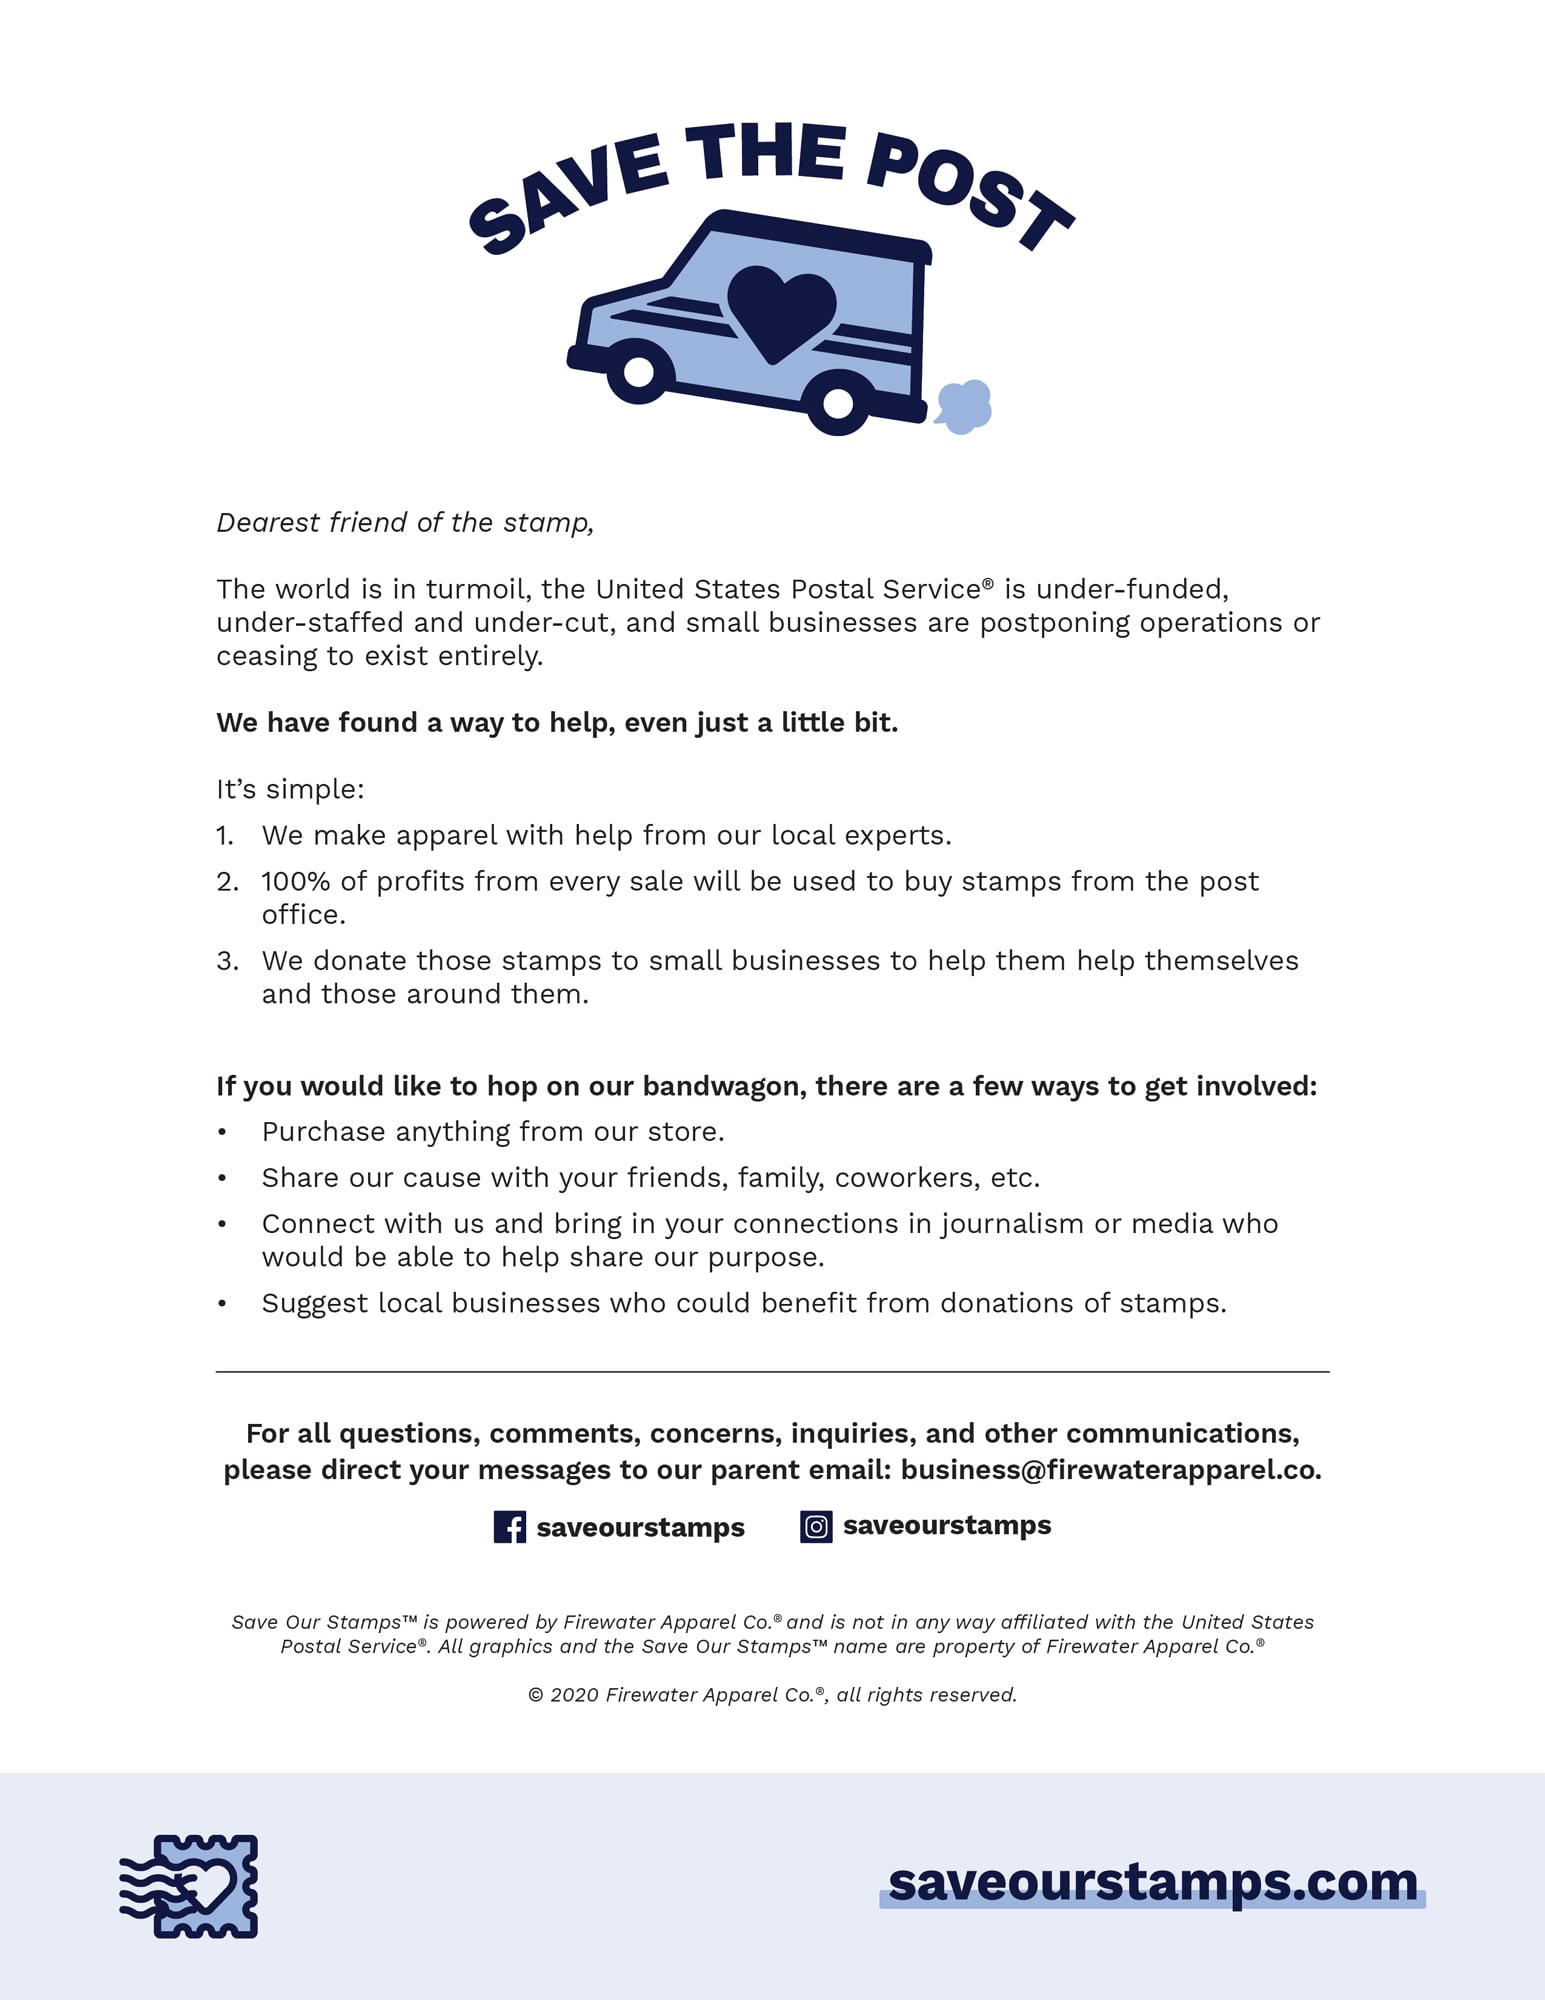 SAVE THE POST
Dearest friend of the stamp,
The world is in turmoil, the United States Postal Service® is under-funded,
under-staffed and under-cut, and small businesses are postponing operations or
ceasing to exist entirely.
We have found a way to help, even just a little bit.
It’s simple:
1. We make apparel with help from our local experts.
2. 100% of profits from every sale will be used to buy stamps from the post
office.
3. We donate those stamps to small businesses to help them help themselves
and those around them.
If you would like to hop on our bandwagon, there are a few ways to get involved:
• Purchase anything from our store.
• Share our cause with your friends, family, coworkers, etc.
• Connect with us and bring in your connections in journalism or media who
would be able to help share our purpose.
• Suggest local businesses who could benefit from donations of stamps.
For all questions, comments, concerns, inquiries, and other communications,
please direct your messages to our parent email: business@firewaterapparel.co.
saveourstamps saveourstamps
Save Our Stamps™ is powered by Firewater Apparel Co.® and is not in any way affiliated with the United States
Postal Service®. All graphics and the Save Our Stamps™ name are property of Firewater Apparel Co.®
© 2020 Firewater Apparel Co.®, all rights reserved.
saveourstamps.com